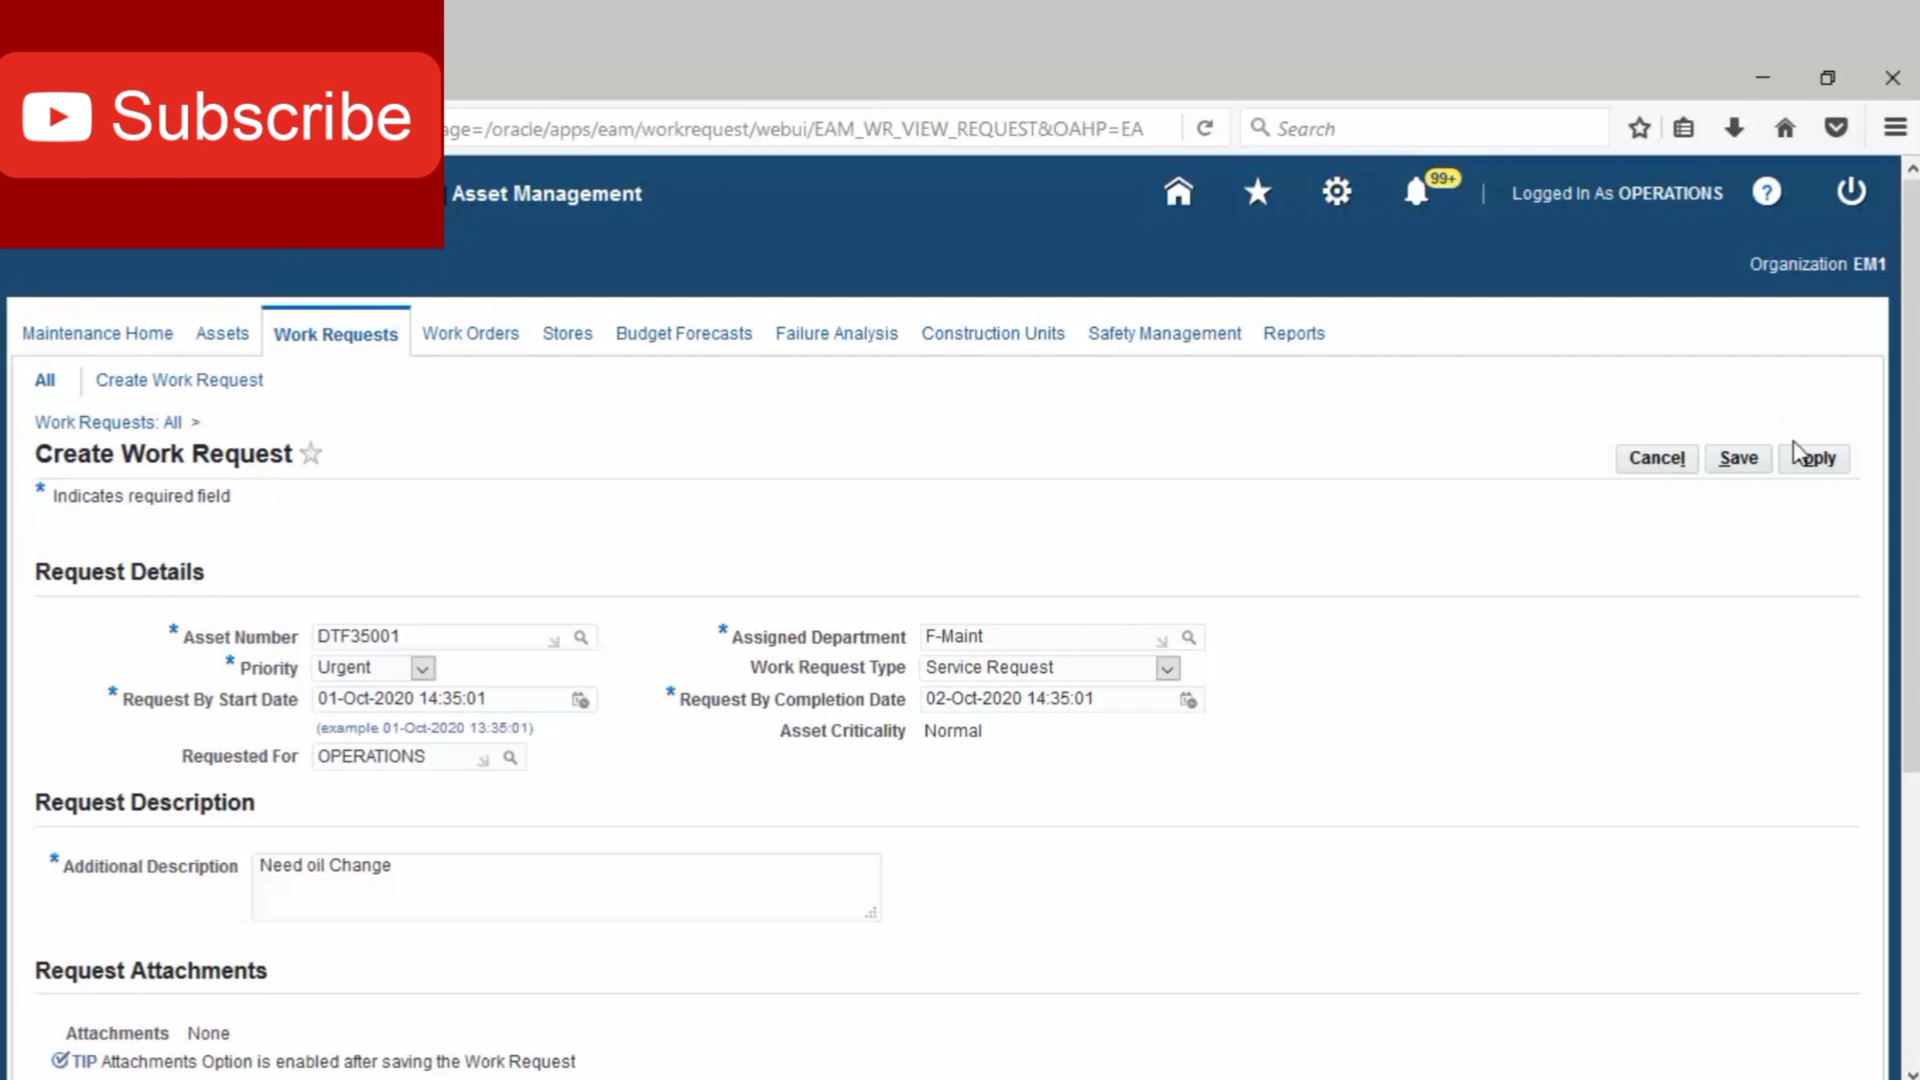 Subscribe
age=/oracle/apps/eam/workrequest/webui/EAM_WR_VIEW_REQUEST&OAHP=EA
Search
Asset Management
99+
Logged In As OPERATIONS
?
Organization EM1
Maintenance Home Assets Work Requests Work Orders Stores Budget Forecasts Failure Analysis Construction Units Safety Management Reports
All Create Work Request
Work Requests: All >
Create Work Request
Cancel Save Apply
* Indicates required field
Request Details
* Asset Number DTF35001 * Assigned Department F-Maint
* Priority Urgent Work Request Type Service Request
* Request By Start Date 01-Oct-2020 14:35:01 * Request By Completion Date 02-Oct-2020 14:35:01
(example 01-Oct-2020 13:35:01) Asset Criticality Normal
Requested For OPERATIONS
Request Description
* Additional Description Need oil Change
Request Attachments
Attachments None
TIP Attachments Option is enabled after saving the Work Request